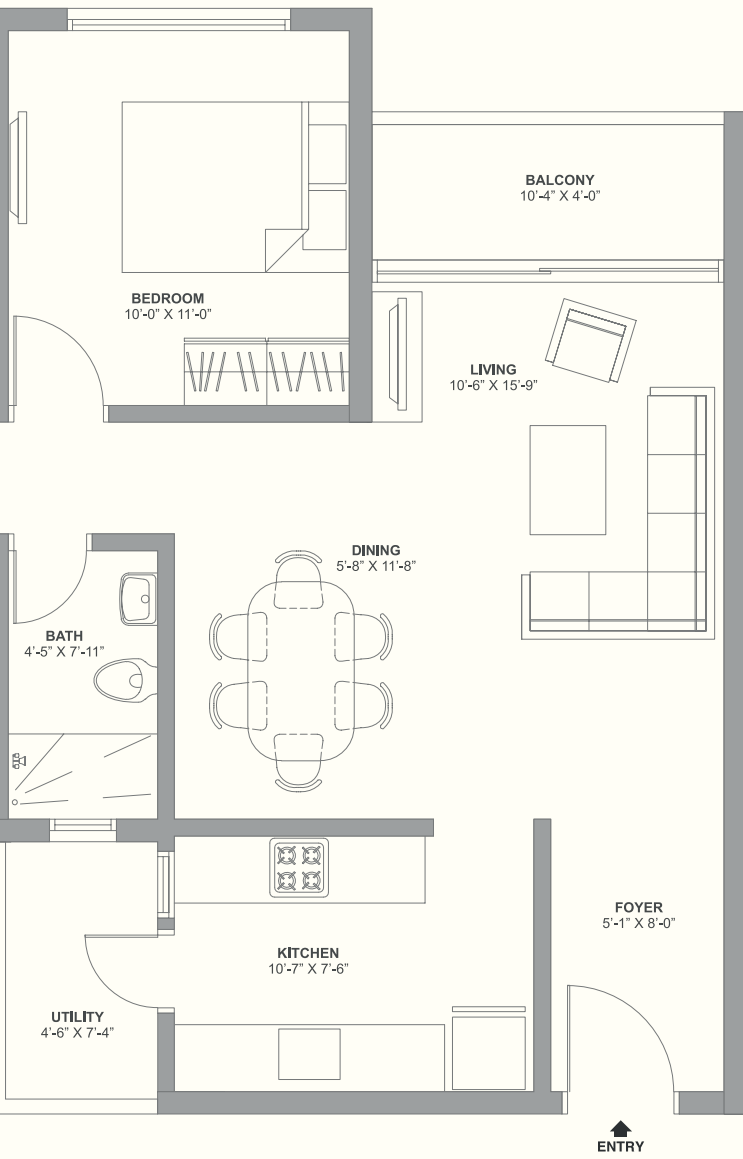 BALCONY
10'-4” X 4'-0”
BEDROOM
10'-0” X 11'-0”
LIVING
10'-6” X 15'-9”
DINING
5'-8” X 11'-8”
BATH
4'-5” X 7'-11”
FOYER
5'-1” X 8'-0”
KITCHEN
10'-7” X 7'-6”
UTILITY
4'-6” X 7'-4”
ENTRY